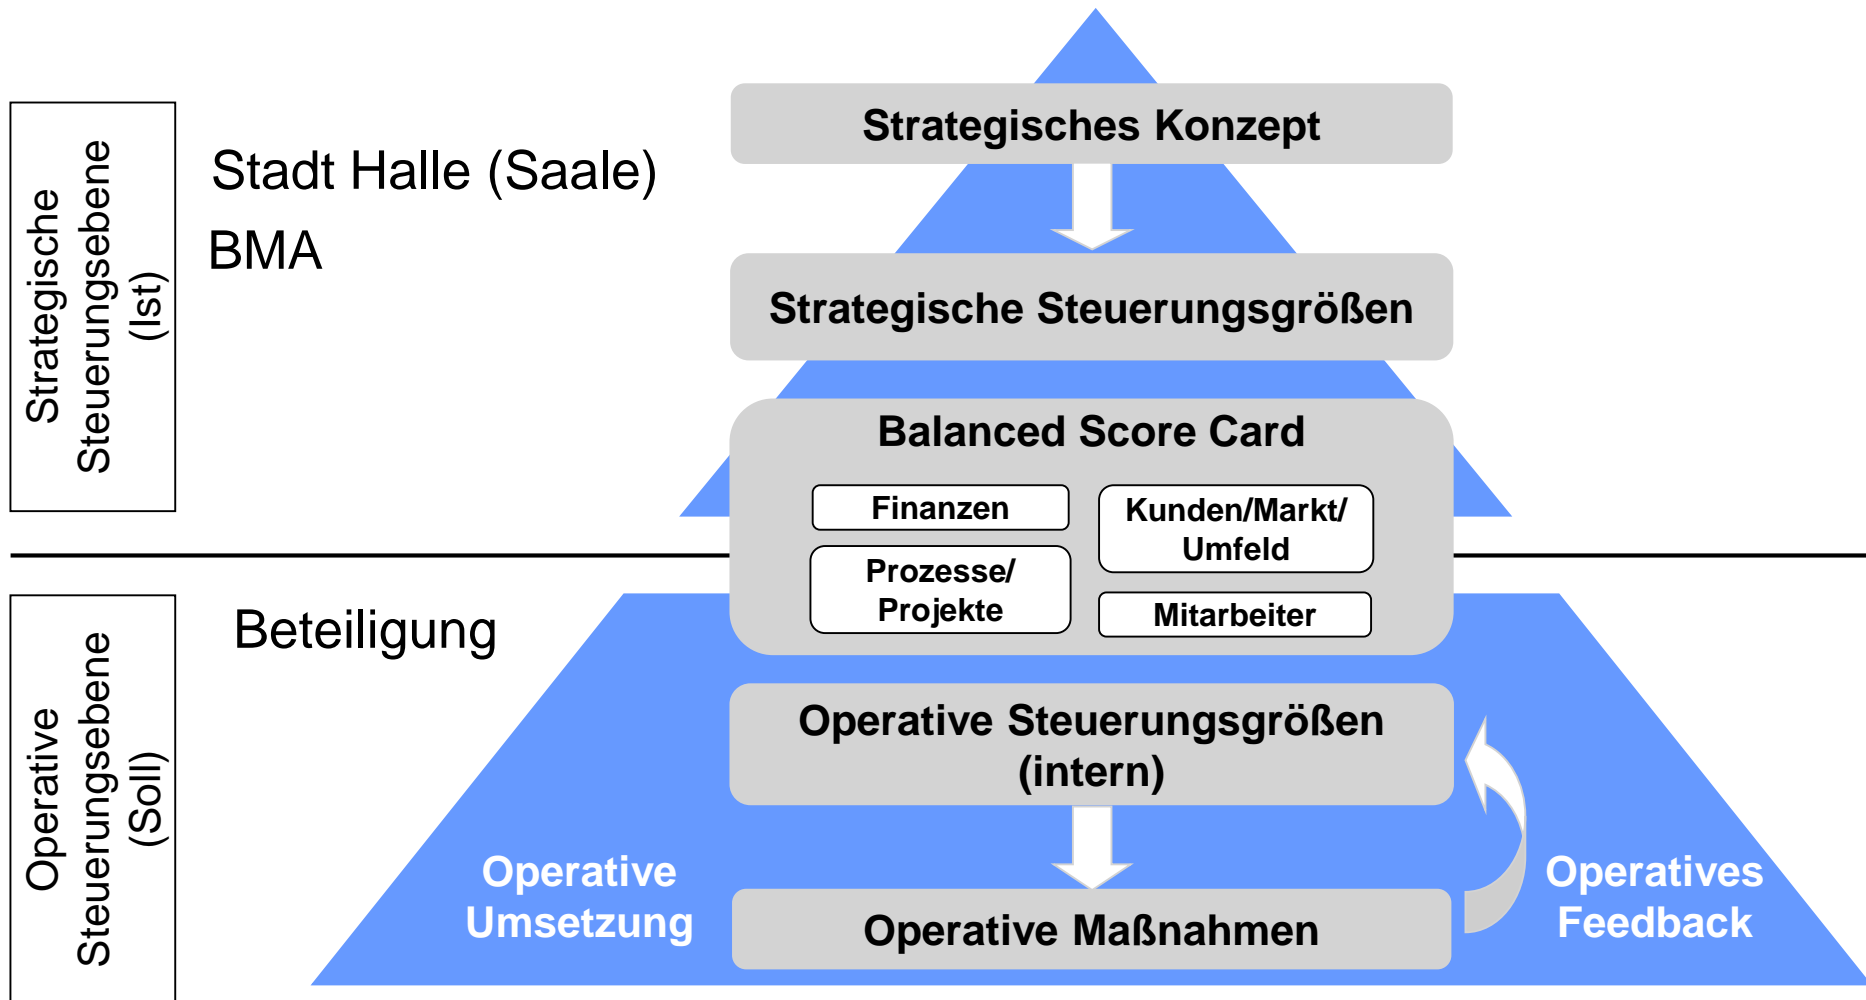 Strategische
Steuerungsebene
(Ist)
Stadt Halle (Saale)
BMA
Strategisches Konzept
Strategische Steuerungsgrößen
Balanced Score Card
Finanzen
Kunden/Markt/
Umfeld
Prozesse/
Projekte
Mitarbeiter
Operative
Steuerungsebene
(Soll)
Beteiligung
Operative Steuerungsgrößen
(intern)
Operative
Umsetzung
Operative Maßnahmen
Operatives
Feedback